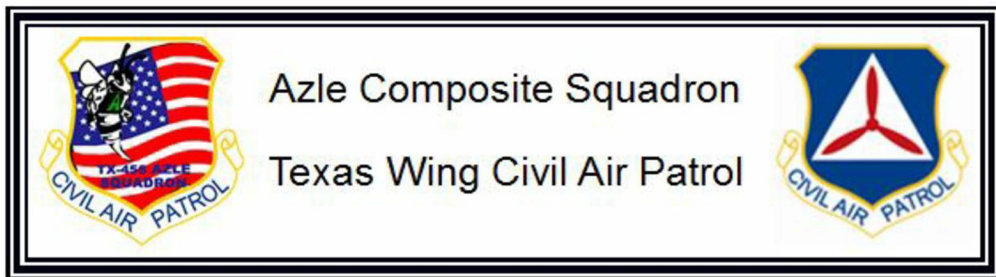 Azle Composite Squadron
Texas Wing Civil Air Patrol
TX-456 AZLE
SQUADRON
CIVIL AIR PATROL
CIVIL AIR PATROL